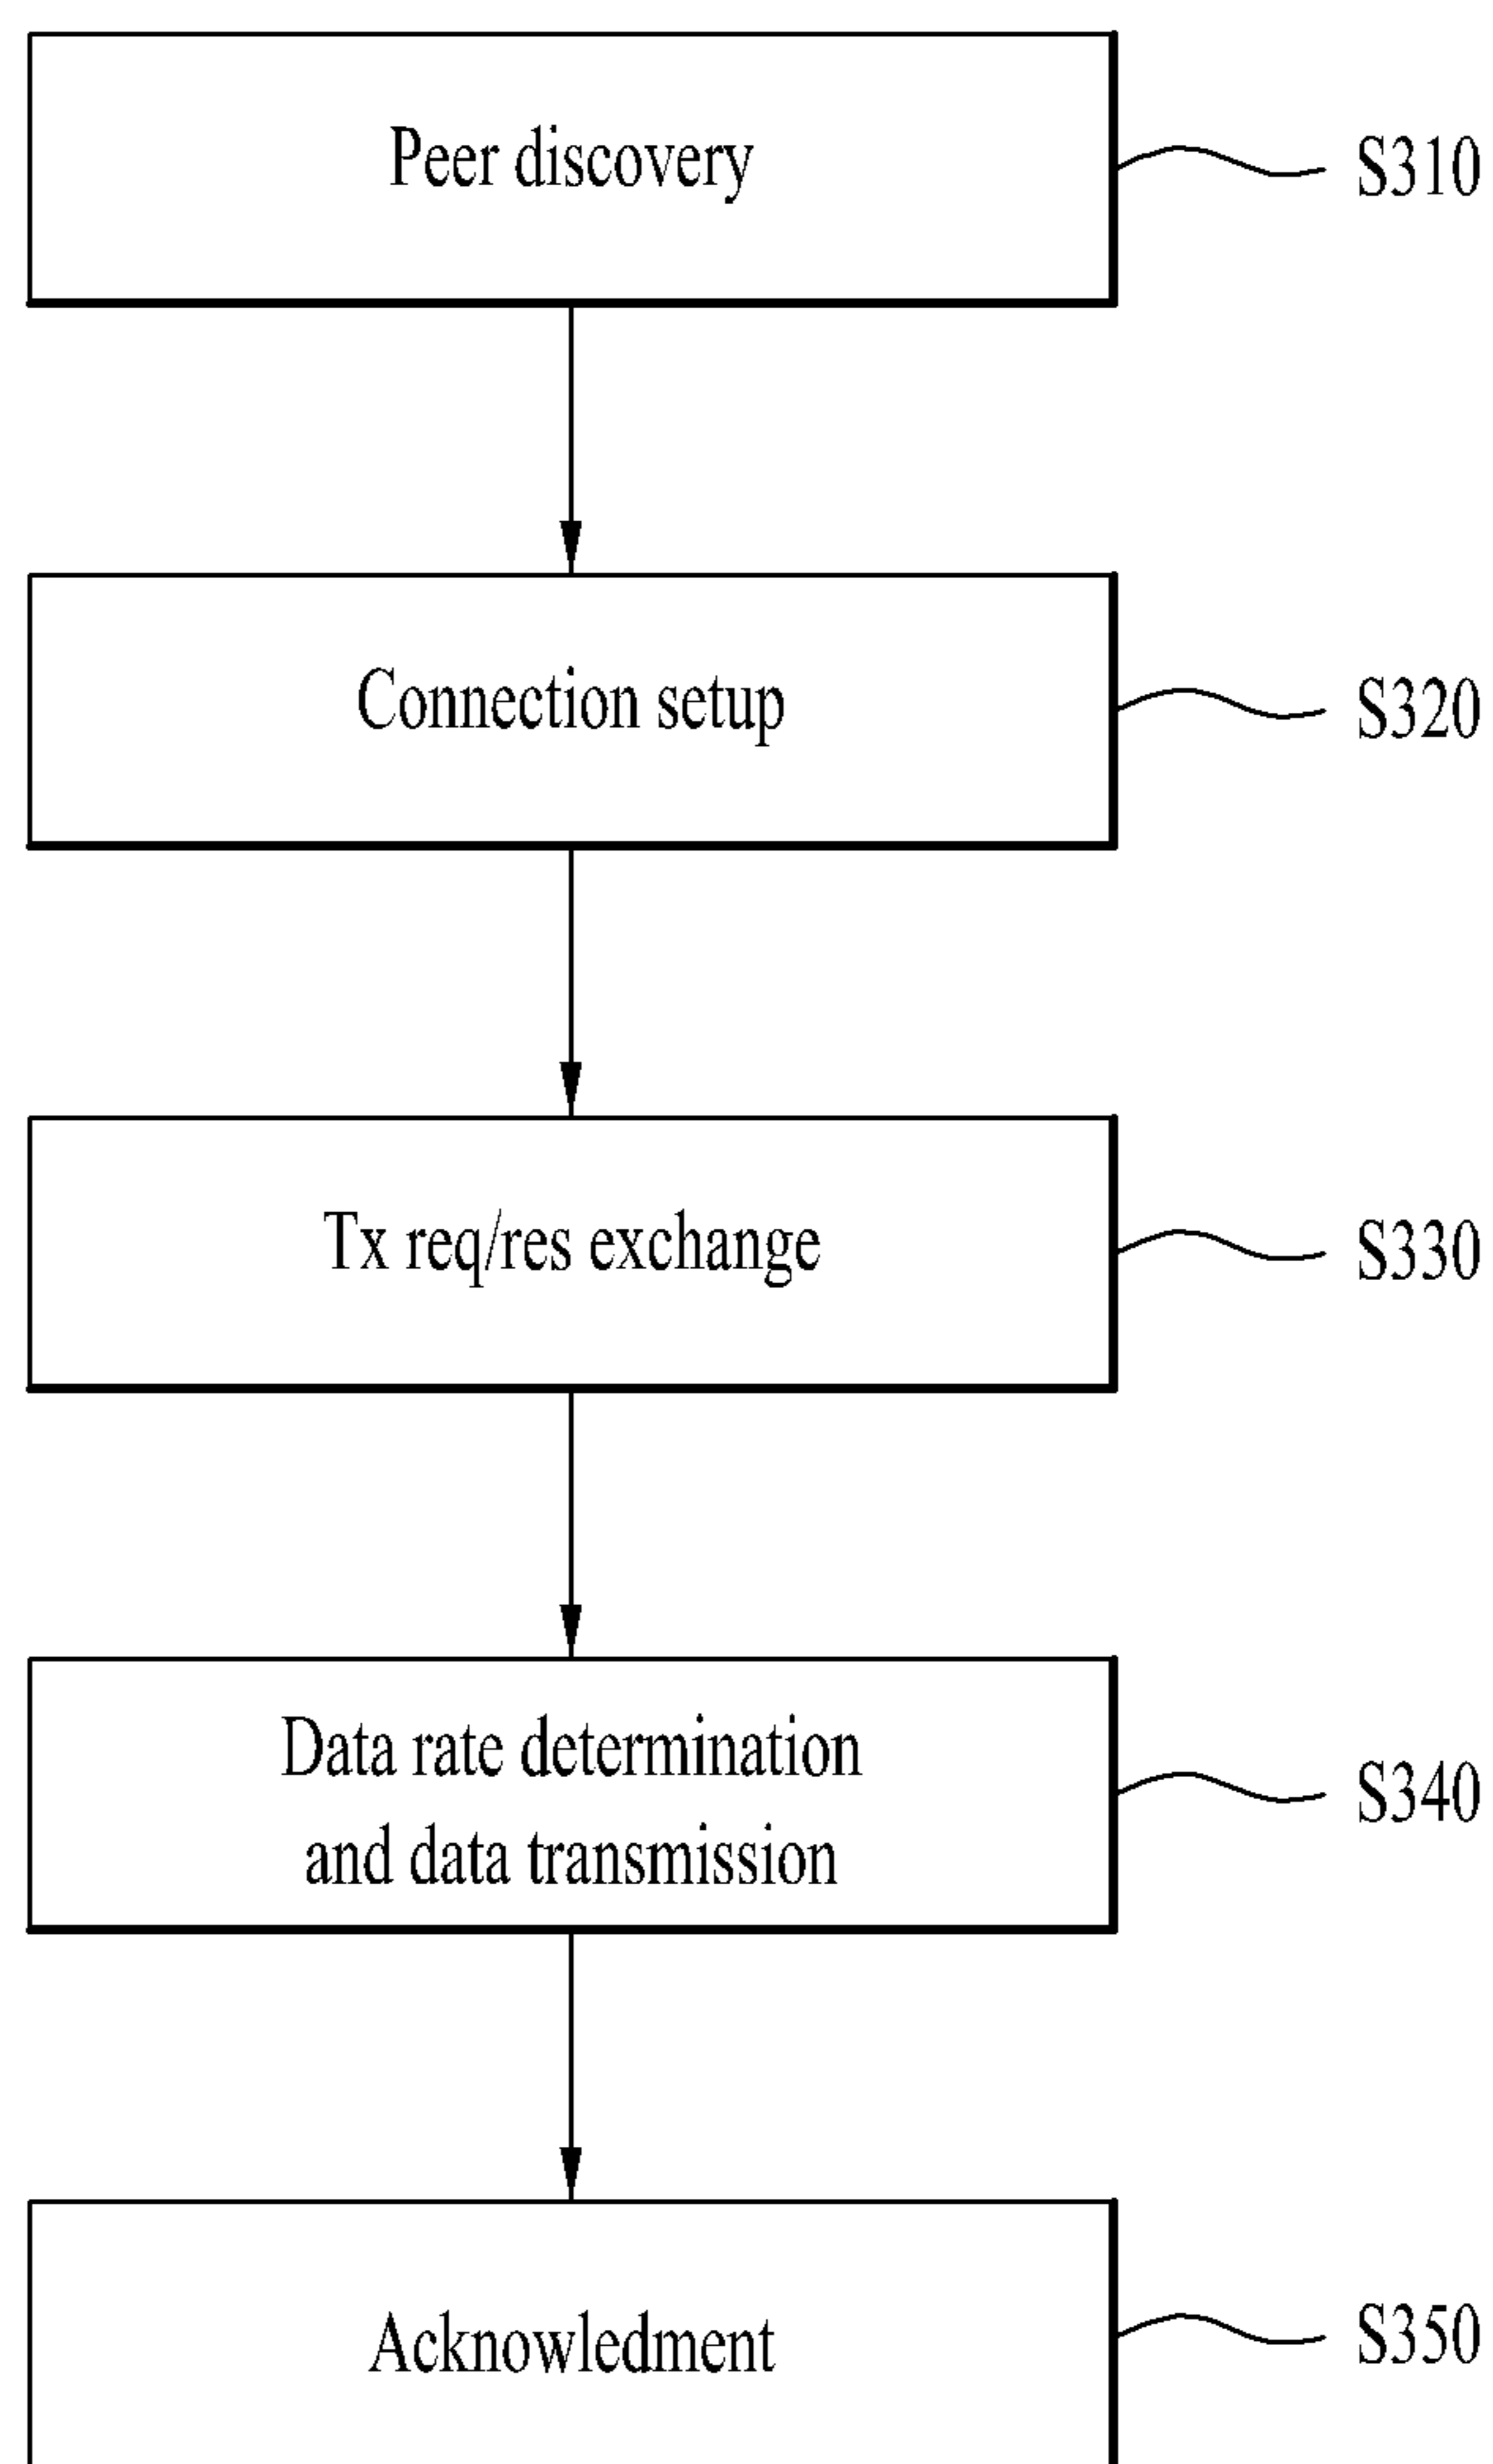 Peer discovery
S310
Connection setup
S320
Tx req/res exchange
S330
Data rate determination
and data transmission
S340
Acknowledment
S350